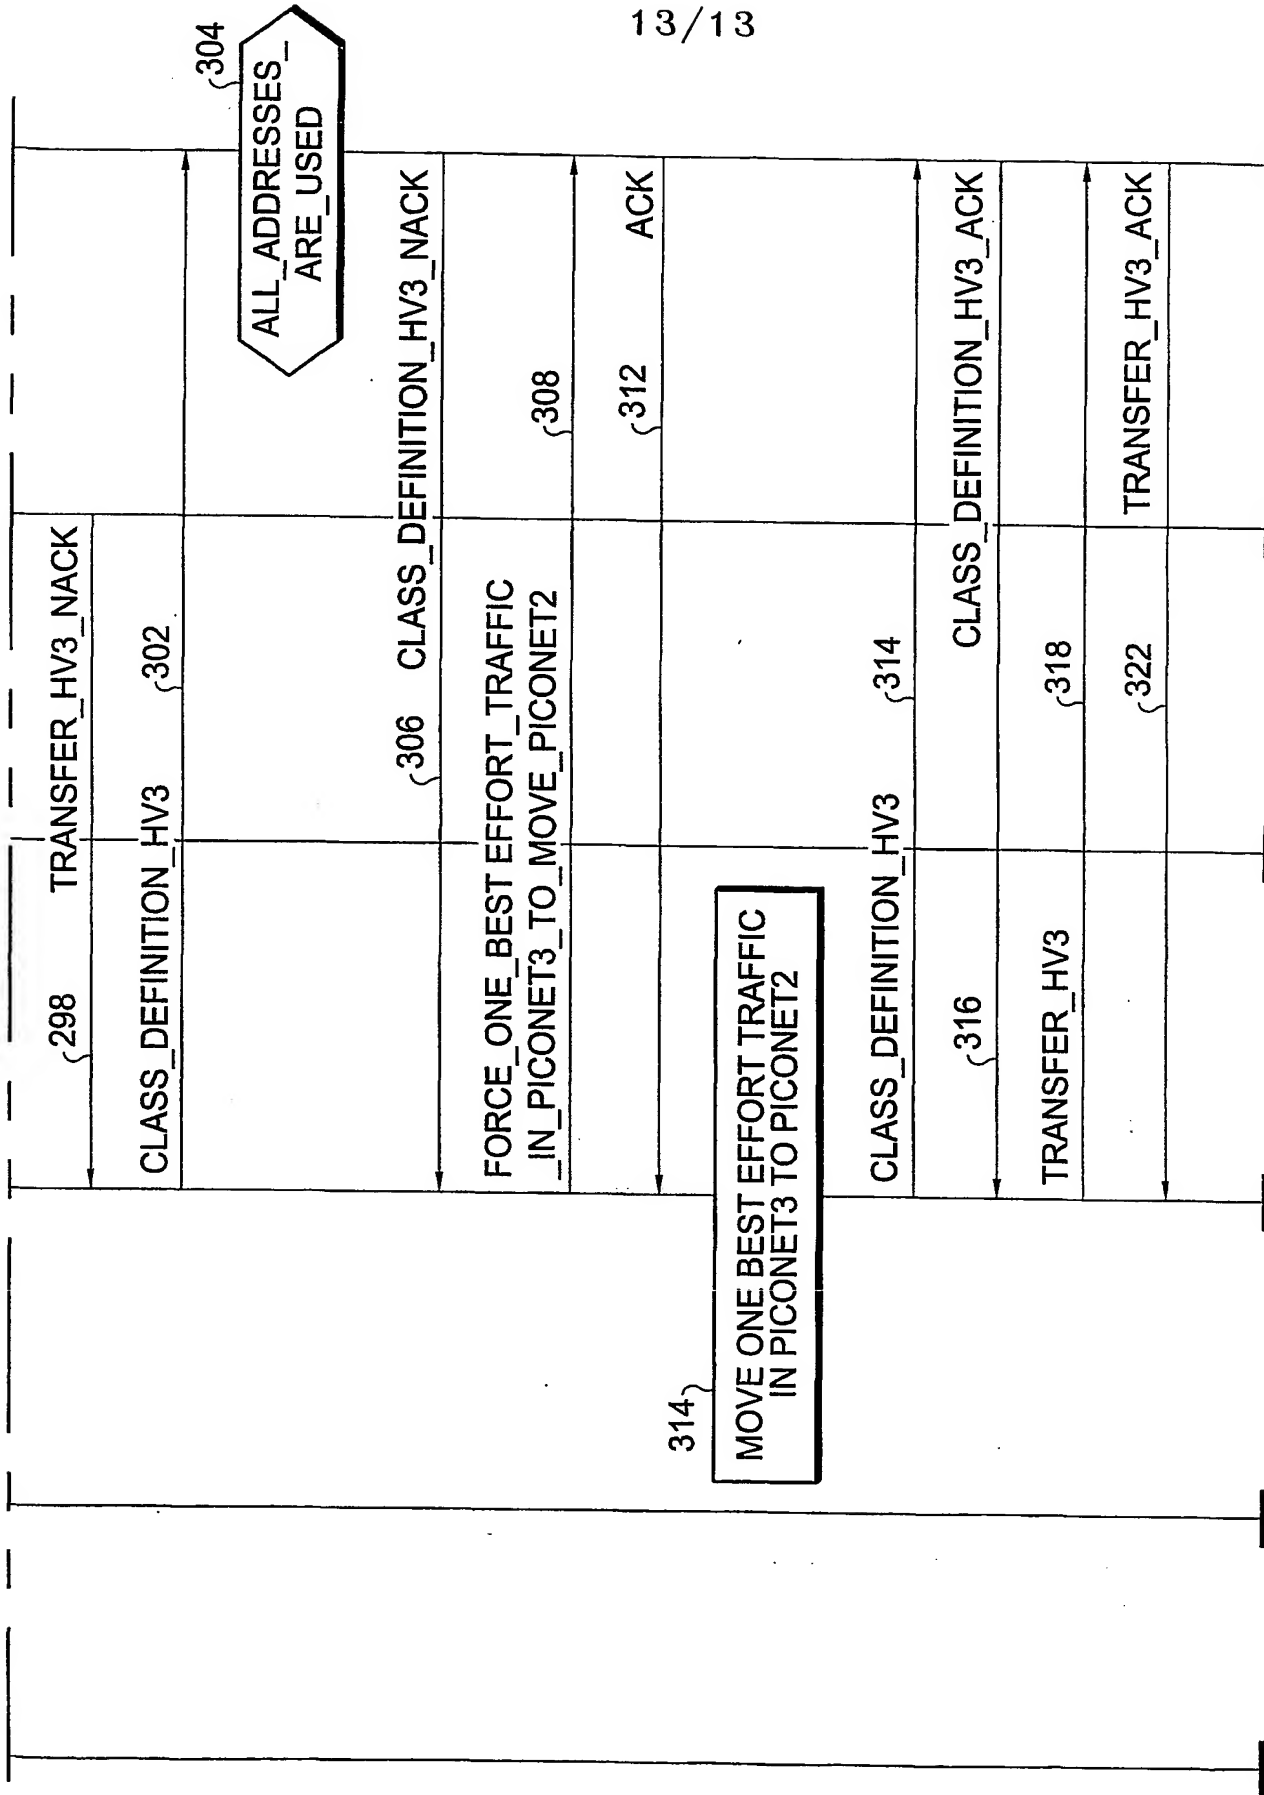 13/13
298
TRANSFER_HV3_NACK
CLASS_DEFINITION_HV3
302
304
ALL_ADDRESSES_
ARE_USED
306
CLASS_DEFINITION_HV3_NACK
FORCE_ONE_BEST EFFORT_TRAFFIC
_IN_PICONET3_TO_MOVE_PICONET2
308
312
ACK
314
MOVE ONE BEST EFFORT TRAFFIC
IN PICONET3 TO PICONET2
CLASS_DEFINITION_HV3
314
316
CLASS_DEFINITION_HV3_ACK
TRANSFER_HV3
318
322
TRANSFER_HV3_ACK